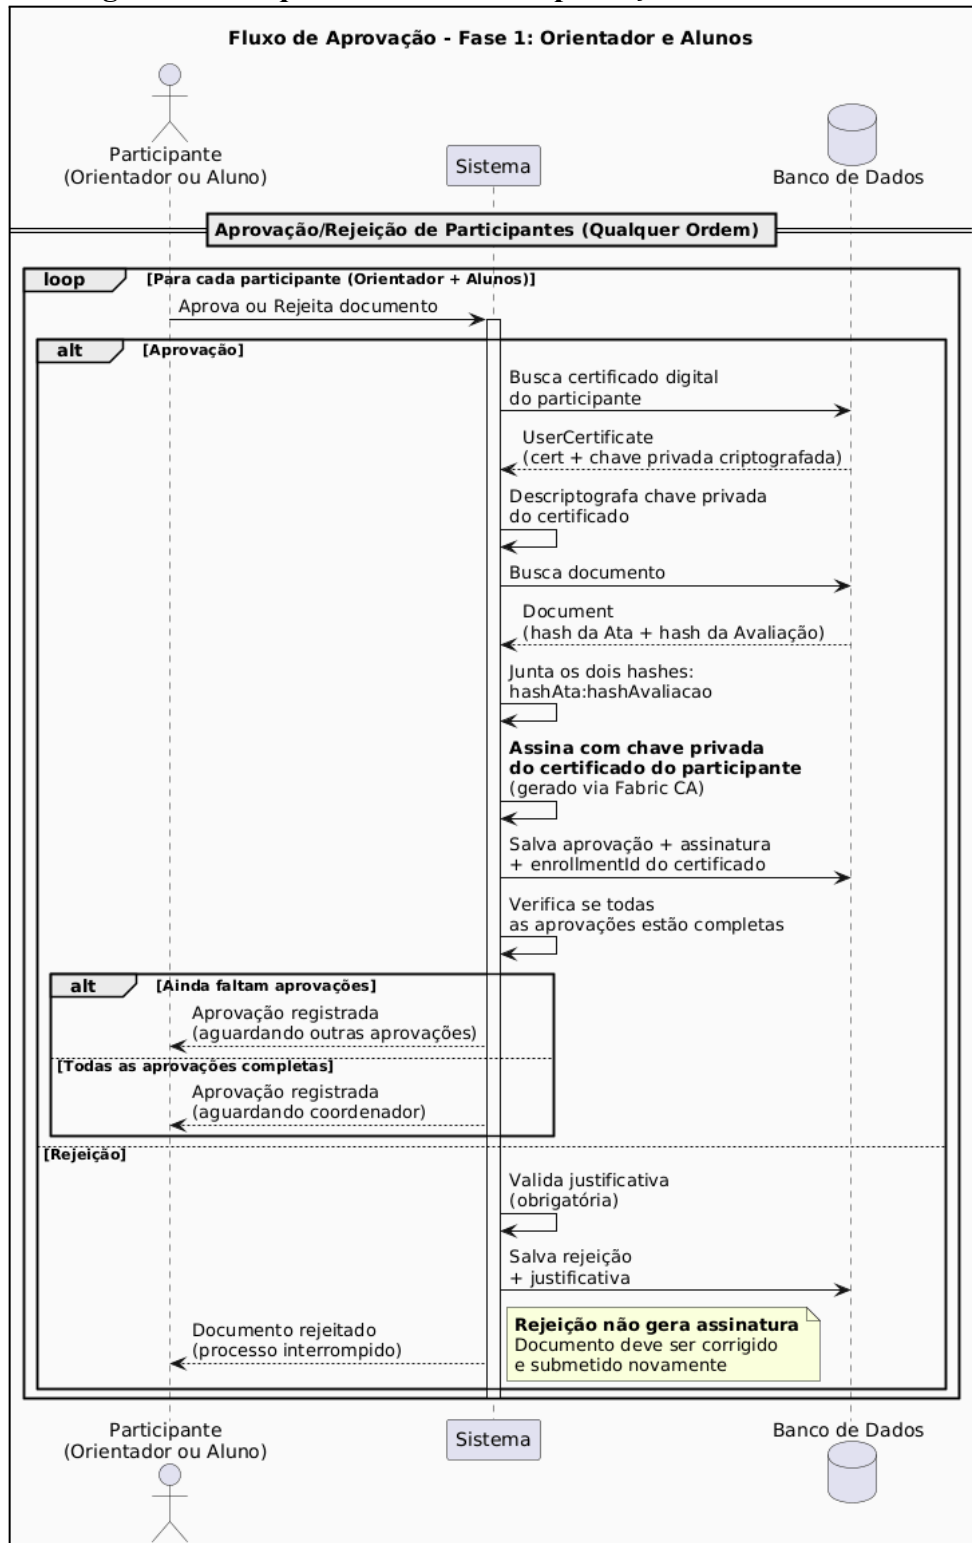 Fluxo de Aprovação - Fase 1: Orientador e Alunos
Participante
(Orientador ou Aluno)
Sistema
Banco de Dados
Aprovação/Rejeição de Participantes (Qualquer Ordem)
loop
[Para cada participante (Orientador + Alunos)]
Aprova ou Rejeita documento
alt
[Aprovação]
Busca certificado digital
do participante
UserCertificate
(cert + chave privada criptografada)
Descriptografa chave privada
do certificado
Busca documento
Document
(hash da Ata + hash da Avaliação)
Junta os dois hashes:
hashAta:hashAvaliacao
Assina com chave privada
do certificado do participante
(gerado via Fabric CA)
Salva aprovação + assinatura
+ enrollmentId do certificado
Verifica se todas
as aprovações estão completas
alt
[Ainda faltam aprovações]
Aprovação registrada
(aguardando outras aprovações)
[Todas as aprovações completas]
Aprovação registrada
(aguardando coordenador)
[Rejeição]
Valida justificativa
(obrigatória)
Salva rejeição
+ justificativa
Rejeição não gera assinatura
Documento deve ser corrigido
e submetido novamente
Documento rejeitado
(processo interrompido)
Participante
(Orientador ou Aluno)
Sistema
Banco de Dados